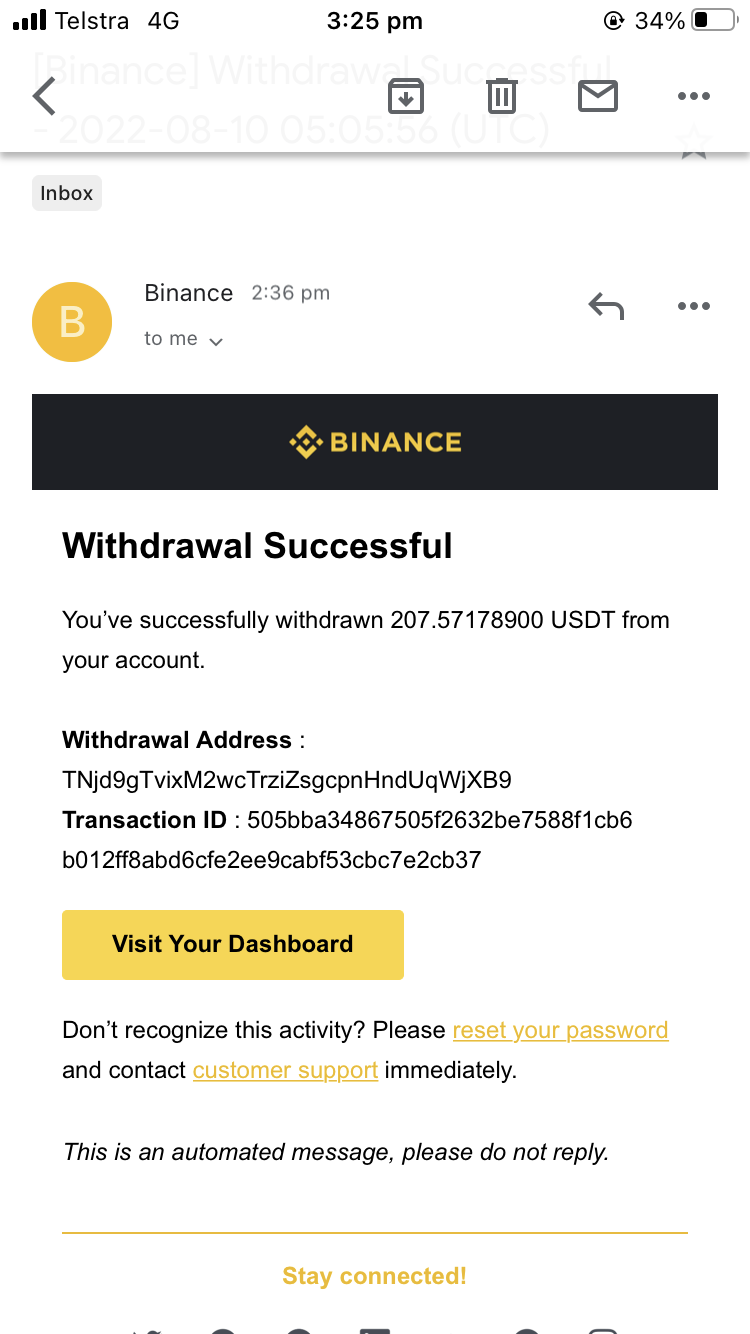 Telstra 4G 3:25 pm 34%
[Binance] Withdrawal Successful
- 2022-08-10 05:05:56 (UTC)
Inbox
B
Binance 2:36 pm
to me
BINANCE
Withdrawal Successful
You’ve successfully withdrawn 207.57178900 USDT from
your account.
Withdrawal Address :
TNjd9gTvixM2wcTrziZsgcpnHndUqWjXB9
Transaction ID : 505bba34867505f2632be7588f1cb6
b012ff8abd6cfe2ee9cabf53cbc7e2cb37
Visit Your Dashboard
Don’t recognize this activity? Please reset your password
and contact customer support immediately.
This is an automated message, please do not reply.
Stay connected!